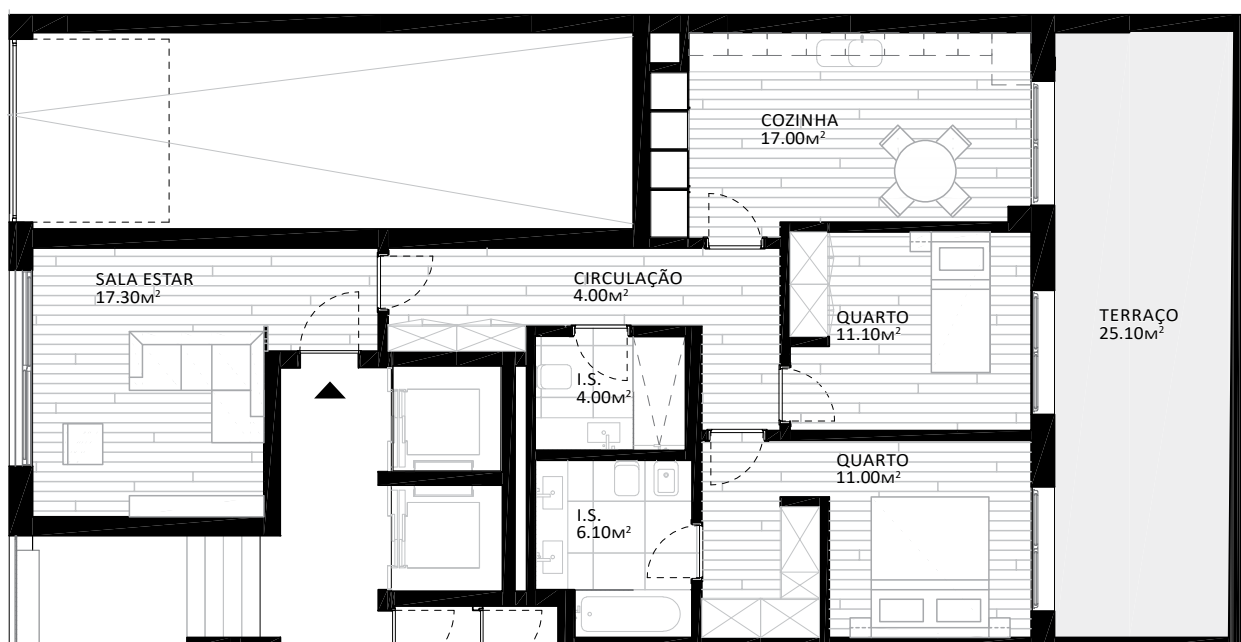 COZINHA
17.00M²
SALA ESTAR
17.30M²
CIRCULAÇÃO
4.00M²
QUARTO
11.10M²
TERRAÇO
25.10M²
I.S.
4.00M²
QUARTO
11.00M²
I.S.
6.10M²